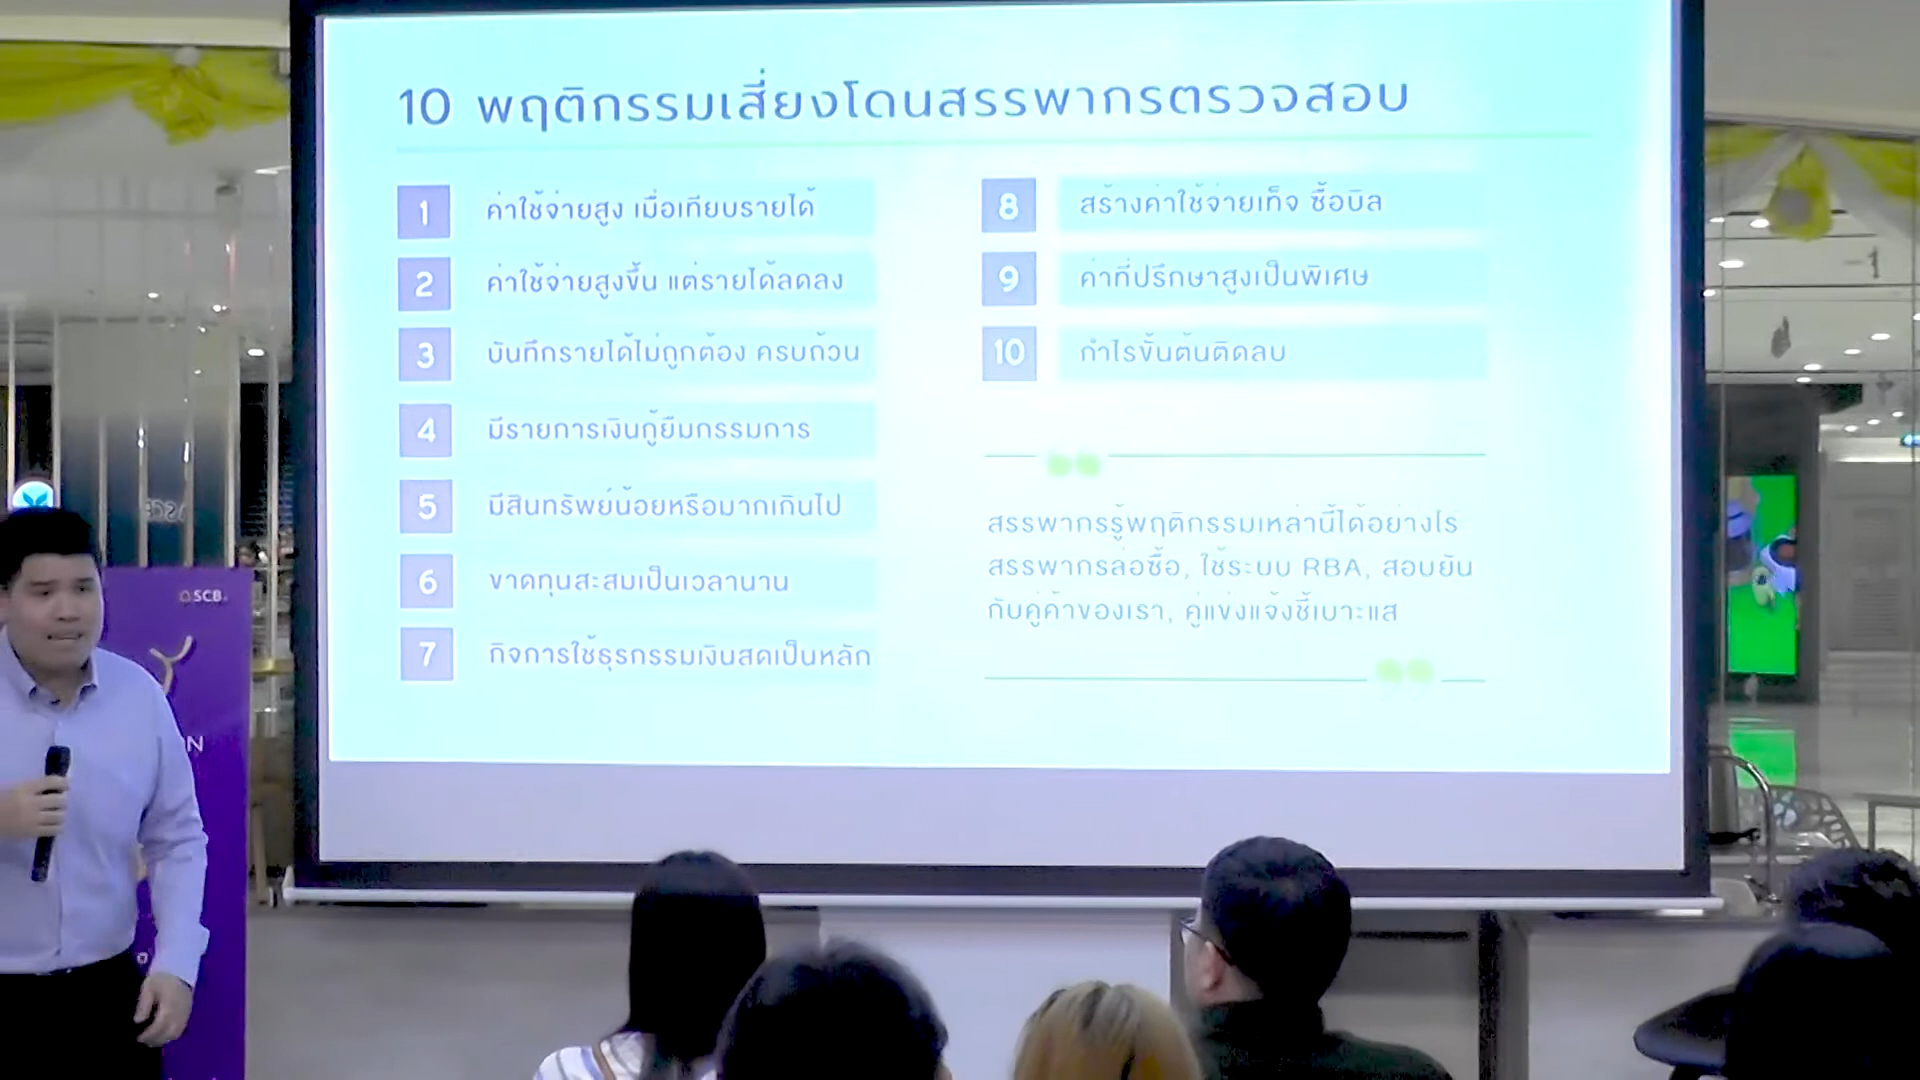 10 พฤติกรรมเสี่ยงโดนสรรพากรตรวจสอบ
1 ค่าใช้จ่ายสูง เมื่อเทียบรายได้
2 ค่าใช้จ่ายสูงขึ้น แต่รายได้ลดลง
3 บันทึกรายได้ไม่ถูกต้อง ครบถ้วน
4 มีรายการเงินกู้ยืมกรรมการ
5 มีสินทรัพย์น้อยหรือมากเกินไป
6 ขาดทุนสะสมเป็นเวลานาน
7 กิจการใช้ธุรกรรมเงินสดเป็นหลัก
8 สร้างค่าใช้จ่ายเท็จ ซื้อบิล
9 ค่าที่ปรึกษาสูงเป็นพิเศษ
10 กำไรขั้นต้นติดลบ
สรรพากรรู้พฤติกรรมเหล่านี้ได้อย่างไร
สรรพากรล่อซื้อ, ใช้ระบบ RBA, สอบยัน
กับคู่ค้าของเรา, คู่แข่งแจ้งชี้เบาะแส
SCB